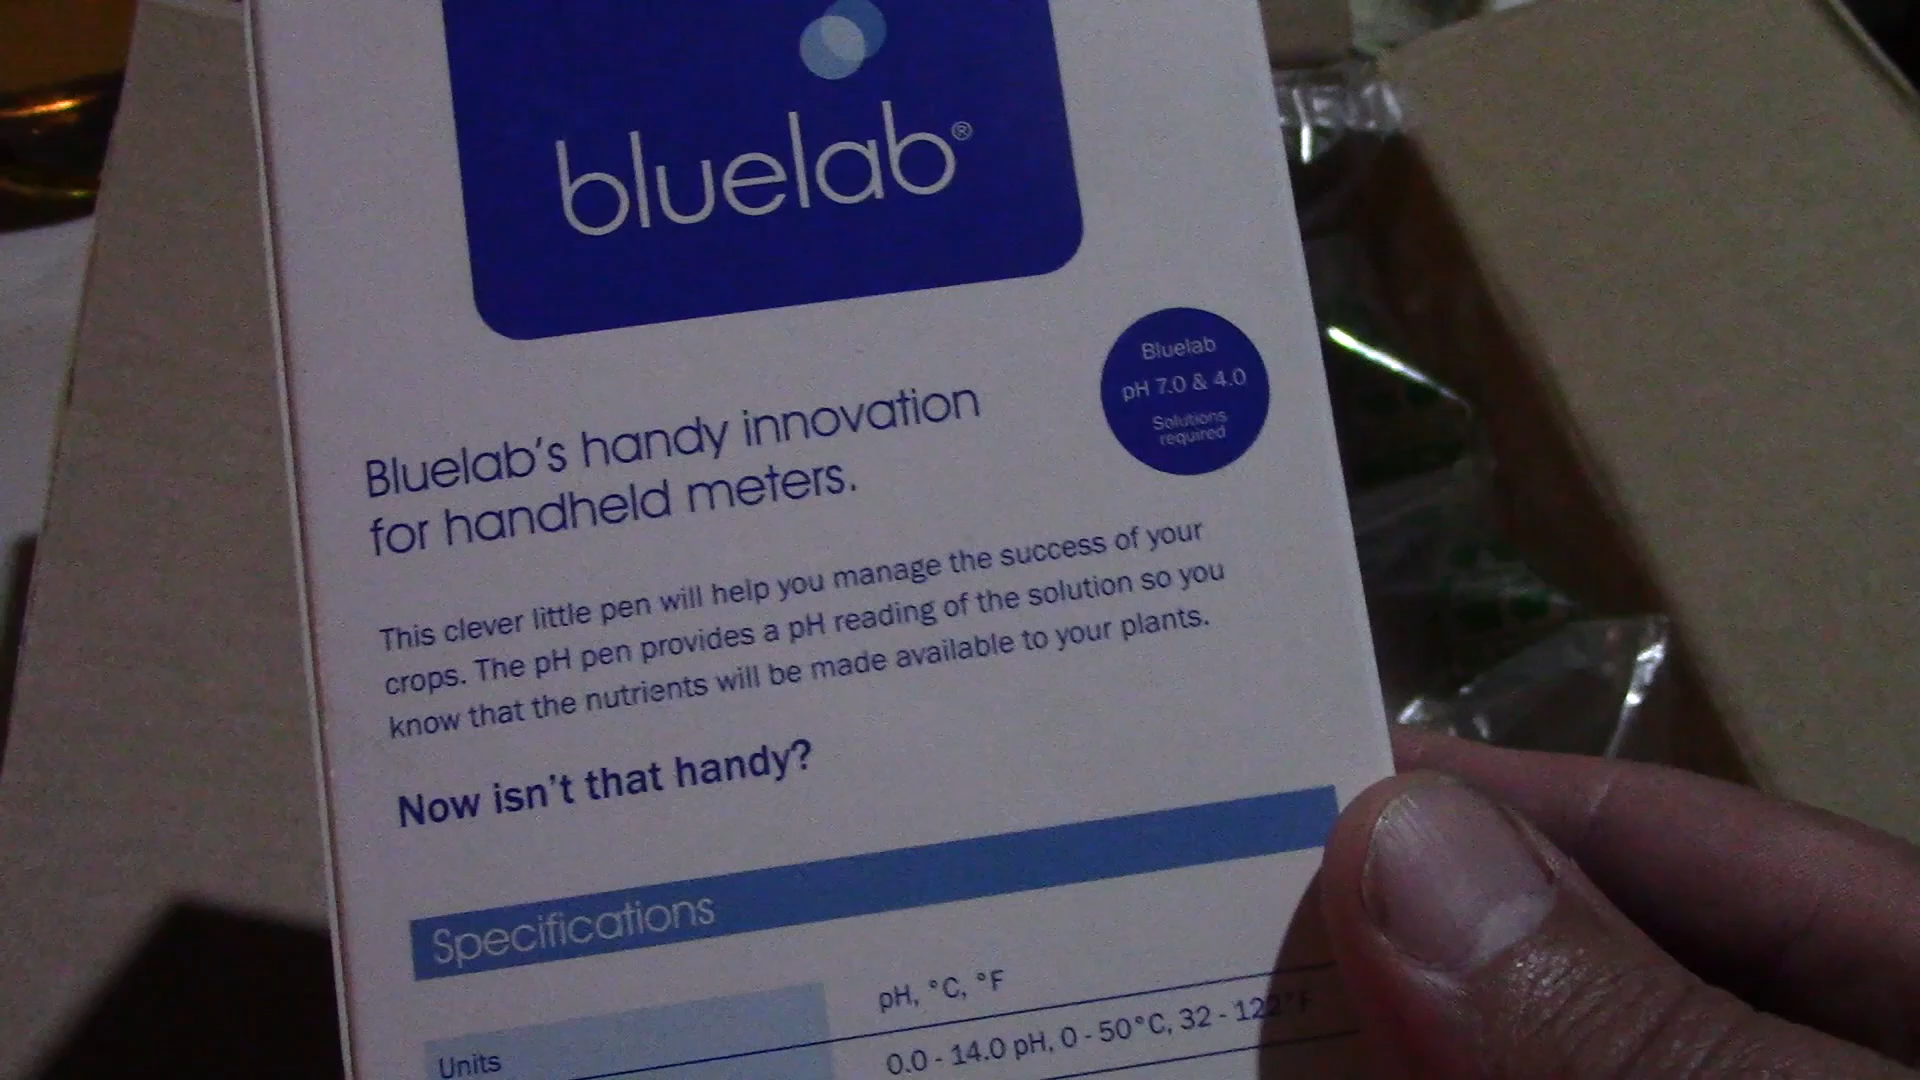 bluelab®
Bluelab
pH 7.0 & 4.0
Solutions
required
Bluelab's handy innovation
for handheld meters.
This clever little pen will help you manage the success of your
crops. The pH pen provides a pH reading of the solution so you
know that the nutrients will be made available to your plants.
Now isn't that handy?
Specifications
Units pH, °C, °F
0.0 - 14.0 pH, 0 - 50°C, 32 - 122°F